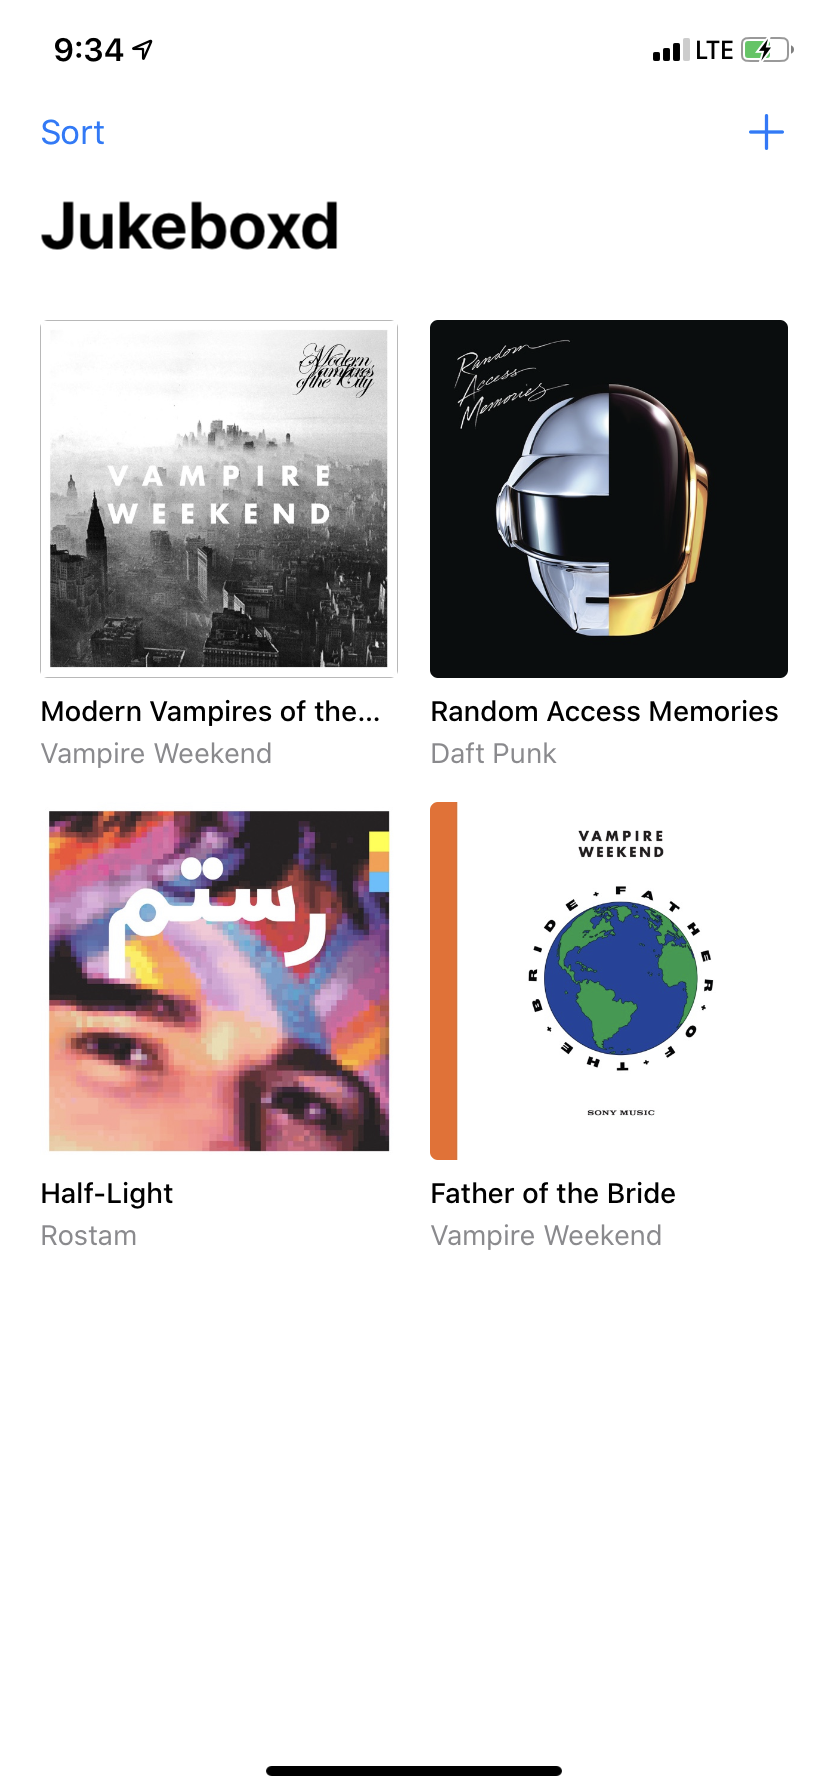 9:34
LTE
Sort
Jukeboxd
Modern
Vampires
of the City
VAMPIRE
WEEKEND
Random
Access
Memories
Modern Vampires of the...
Random Access Memories
Vampire Weekend
Daft Punk
رستم
VAMPIRE
WEEKEND
FATHER OF THE BRIDE
SONY MUSIC
Half-Light
Father of the Bride
Rostam
Vampire Weekend